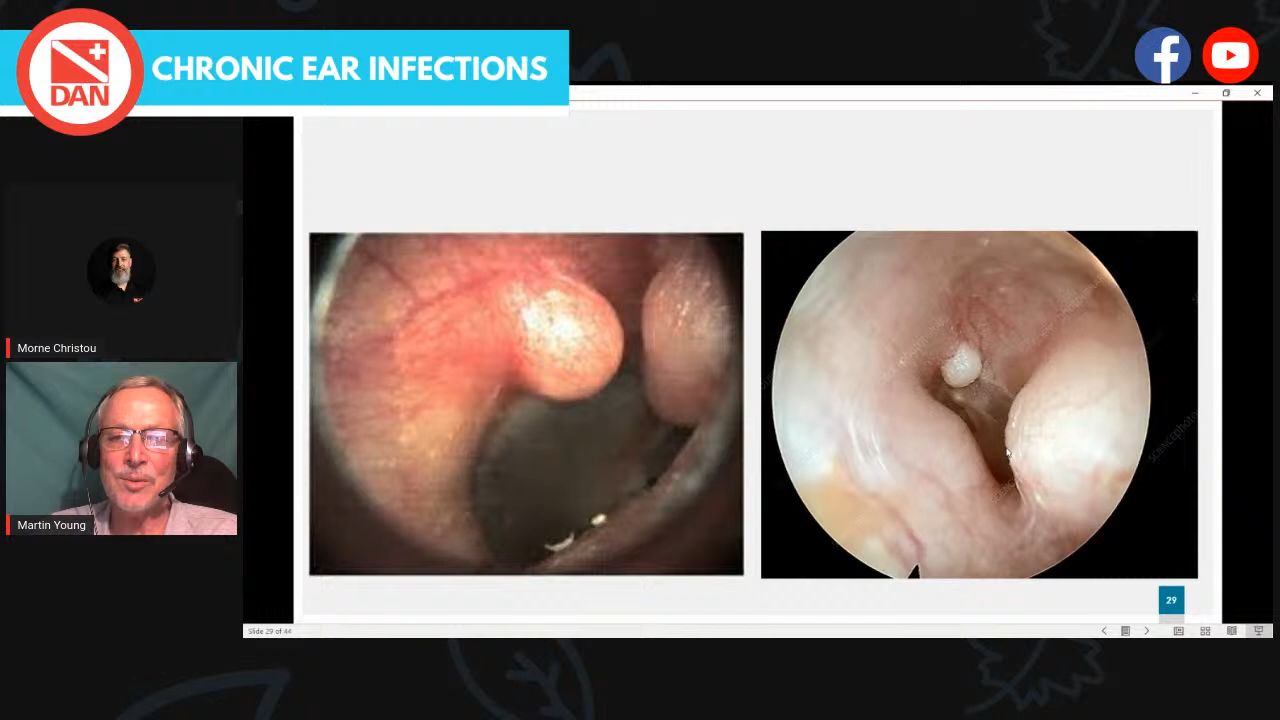 CHRONIC EAR INFECTIONS
DAN
Morne Christou
Martin Young
29
Slide 29 of 44